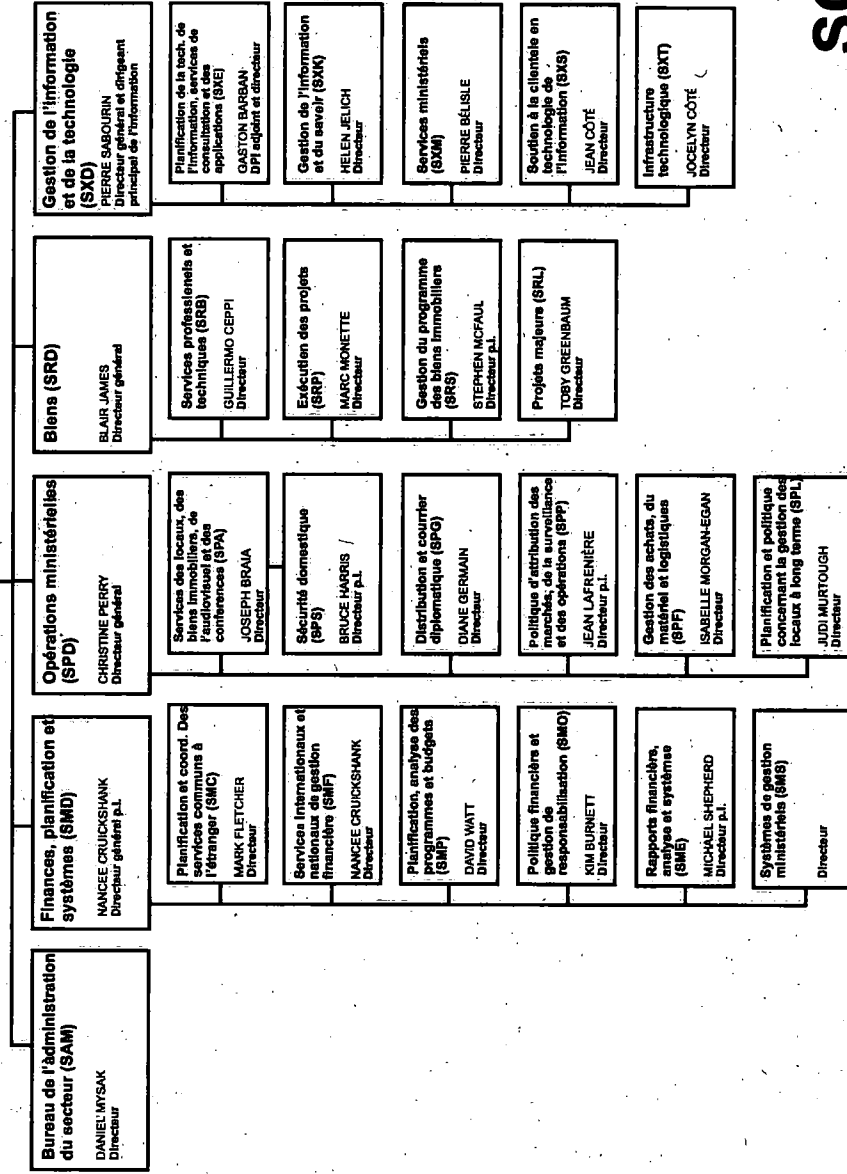 Bureau de l'administration
du secteur (SAM)
DANIEL MYSAK
Directeur
Finances, planification et
systèmes (SMD)
NANCEE CRUICKSHANK
Directeur général p.i.
Planification et coord. Des
services communs à
l'étranger (SMC)
MARK FLETCHER
Directeur
Services Internationaux et
nationaux de gestion
financière (SMF)
NANCEE CRUICKSHANK
Directeur
Planification, analyse des
programmes et budgets
(SMP)
DAVID WATT
Directeur
Politique financière et
gestion de
responsabilisation (SMO)
KIM BURNETT
Directeur
Rapports financière,
analyse et systèmse
(SME)
MICHAEL SHEPHERD
Directeur p.i.
Systèmes de gestion
ministériels (SMS)
Directeur
Opérations ministérielles
(SPD)
CHRISTINE PERRY
Directeur général
Services des locaux, des
biens immobiliers, de
l'audiovisuel et des
conferences (SPA)
JOSEPH BRAIA
Directeur
Sécurité domestique
(SPS)
BRUCE HARRIS
Directeur p.i.
Distribution et courrier
diplomatique (SPG)
DIANE GERMAIN
Directeur
Politique d'attribution des
marchés, de la surveillance
et des opérations (SPP)
JEAN LAFRENIÈRE
Directeur p.i.
Gestion des achats, du
matériel et logistiques
(SPF)
ISABELLE MORGAN-EGAN
Directeur
Planification et politique
concernant la gestion des
locaux à long terme (SPL)
JUDI MURTOUGH
Directeur
Biens (SRD)
BLAIR JAMES
Directeur général
Services professionels et
techniques (SRB)
GUILLERMO CEPPI
Directeur
Exécution des projets
(SRP)
MARC MONETTE
Directeur
Gestion du programme
des biens immobiliers
(SRS)
STEPHEN MCFAUL
Directeur p.i.
Projets majeurs (SRL)
TOBY GREENBAUM
Directeur
Gestion de l'information
et de la technologie
(SXD)
PIERRE SABOURIN
Directeur général et dirigeant
principal de l'information
Planification de la tech. de
l'information, services de
consultation et des
applications (SXE)
GASTON BARBAN
DPI adjoint et directeur
Gestion de l'information
et du savoir (SXK)
HELEN JELICH
Directeur
Services ministériels
(SXM)
PIERRE BÉLISLE
Directeur
Soutien à la clientele en
technologie de
l'information (SXS)
JEAN CÔTÉ
Directeur
Infrastructure
technologique (SXT)
JOCELYN CÔTÉ
Directeur